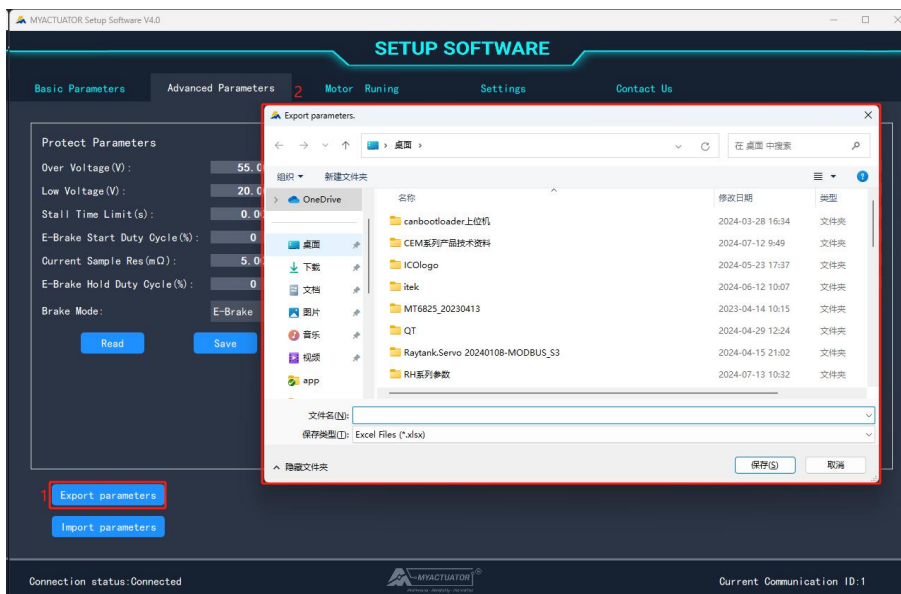 MYACTUATOR Setup Software V4.0
SETUP SOFTWARE
Basic Parameters Advanced Parameters 2 Motor Runing Settings Contact Us
Export parameters.
桌面
在 桌面 中搜索
组织 新建文件夹
Protect Parameters
Over Voltage(V): 55.0
Low Voltage(V): 20.0
Stall Time Limit(s): 0.0
E-Brake Start Duty Cycle(%): 0
Current Sample Res(mΩ): 5.0
E-Brake Hold Duty Cycle(%): 0
Brake Mode: E-Brake
Read Save
OneDrive
桌面
下载
文档
图片
音乐
视频
app
名称 修改日期 类型
canbootloader上位机 2024-03-28 16:34 文件夹
CEM系列产品技术资料 2024-07-12 9:49 文件夹
ICOlogo 2024-05-23 17:37 文件夹
itek 2024-06-12 10:07 文件夹
MT6825_20230413 2023-04-14 10:15 文件夹
QT 2024-04-29 12:24 文件夹
Raytank.Servo 20240108-MODBUS_S3 2024-04-15 21:02 文件夹
RH系列参数 2024-07-13 10:32 文件夹
文件名(N):
保存类型(T): Excel Files (*.xlsx)
隐藏文件夹 保存(S) 取消
1 Export parameters
Import parameters
Connection status:Connected MYACTUATOR® Current Communication ID:1